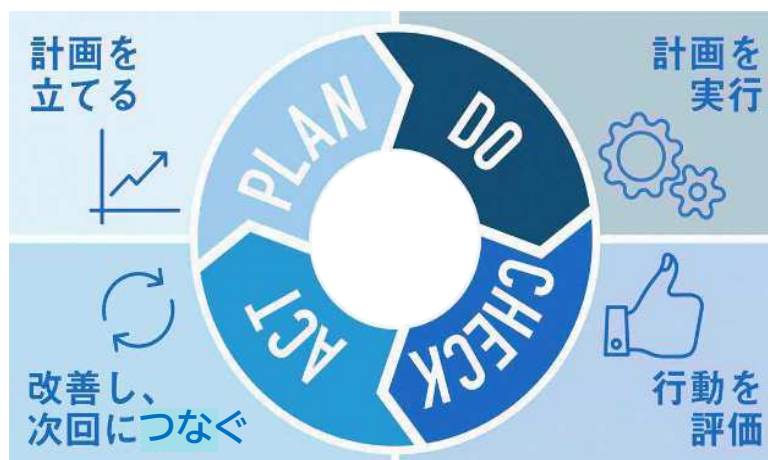 計画を
立てる
PLAN
DO
計画を
実行
CHECK
行動を
評価
ACT
改善し、
次回につなぐ